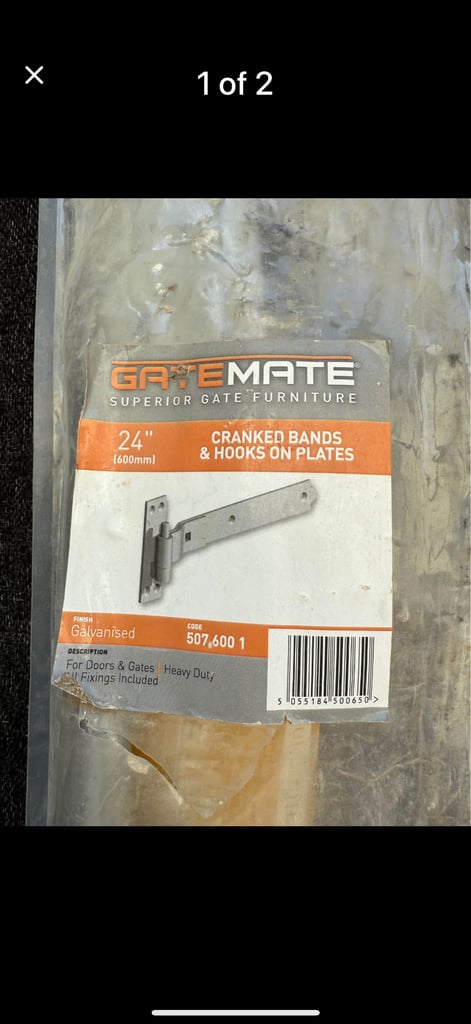 1 of 2
GATEMATE®
SUPERIOR GATE FURNITURE
24"
(600mm)
CRANKED BANDS
& HOOKS ON PLATES
FINISH
Galvanised
CODE
507,600 1
DESCRIPTION
For Doors & Gates | Heavy Duty
All Fixings Included
5 055184 500650 >